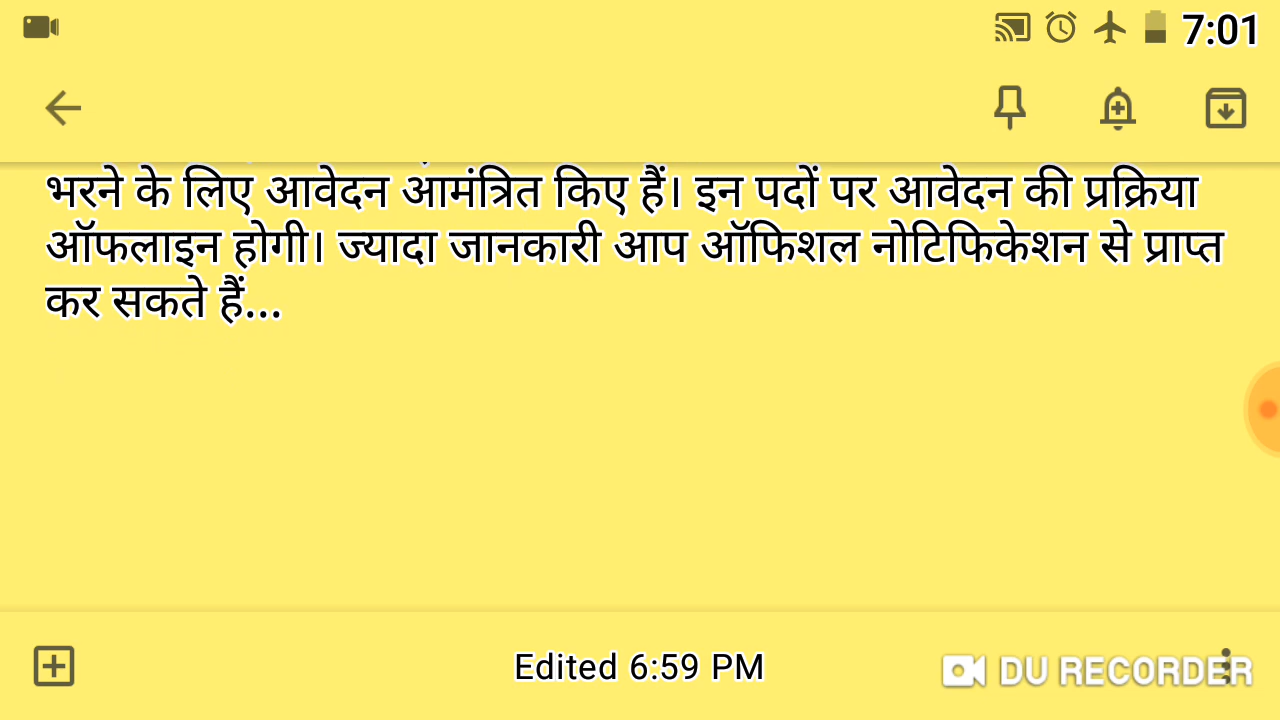 7:01
भरने के लिए आवेदन आमंत्रित किए हैं। इन पदों पर आवेदन की प्रक्रिया
ऑफलाइन होगी। ज्यादा जानकारी आप ऑफिशल नोटिफिकेशन से प्राप्त
कर सकते हैं...
Edited 6:59 PM
DU RECORDER